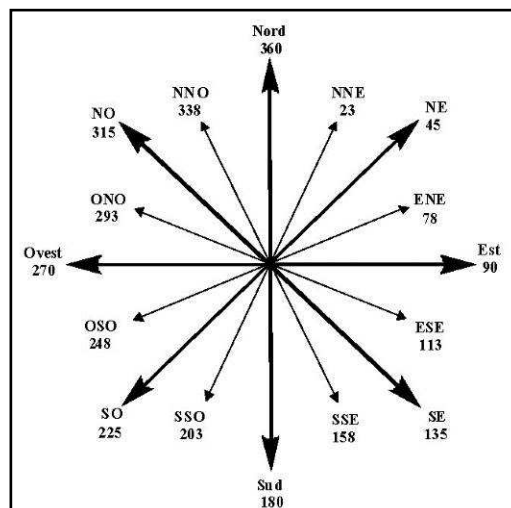 Nord
360
NNO
338
NNE
23
NO
315
NE
45
ONO
293
ENE
78
Ovest
270
Est
90
OSO
248
ESE
113
SO
225
SSO
203
SSE
158
SE
135
Sud
180